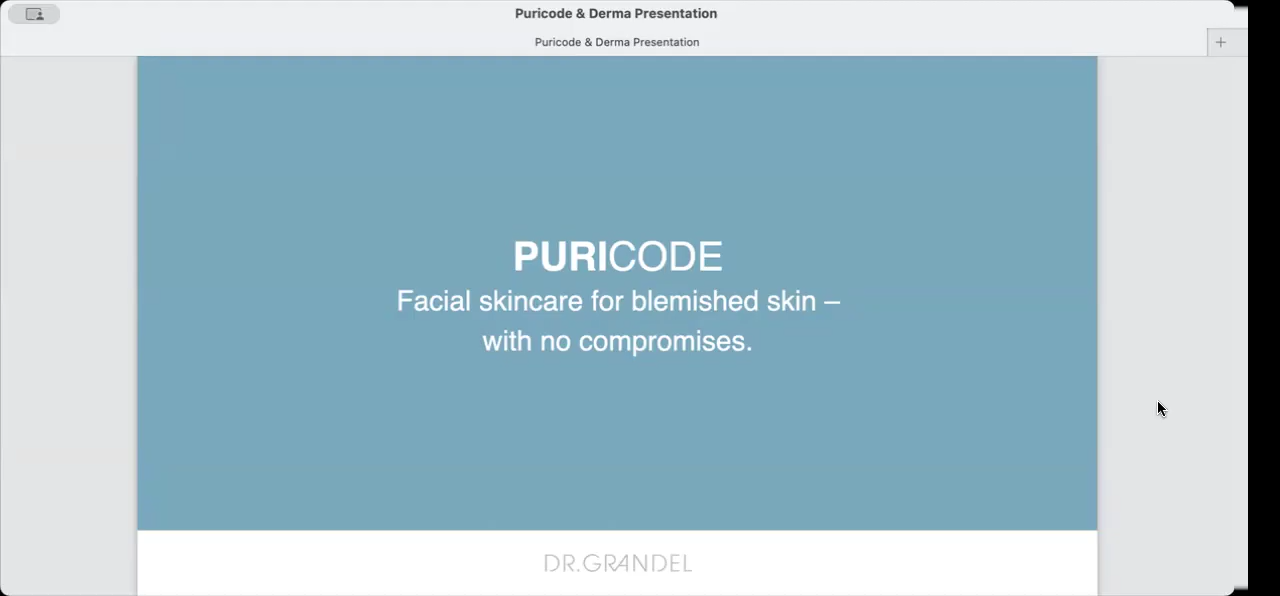 Puricode & Derma Presentation
Puricode & Derma Presentation
PURICODE
Facial skincare for blemished skin –
with no compromises.
DR.GRANDEL